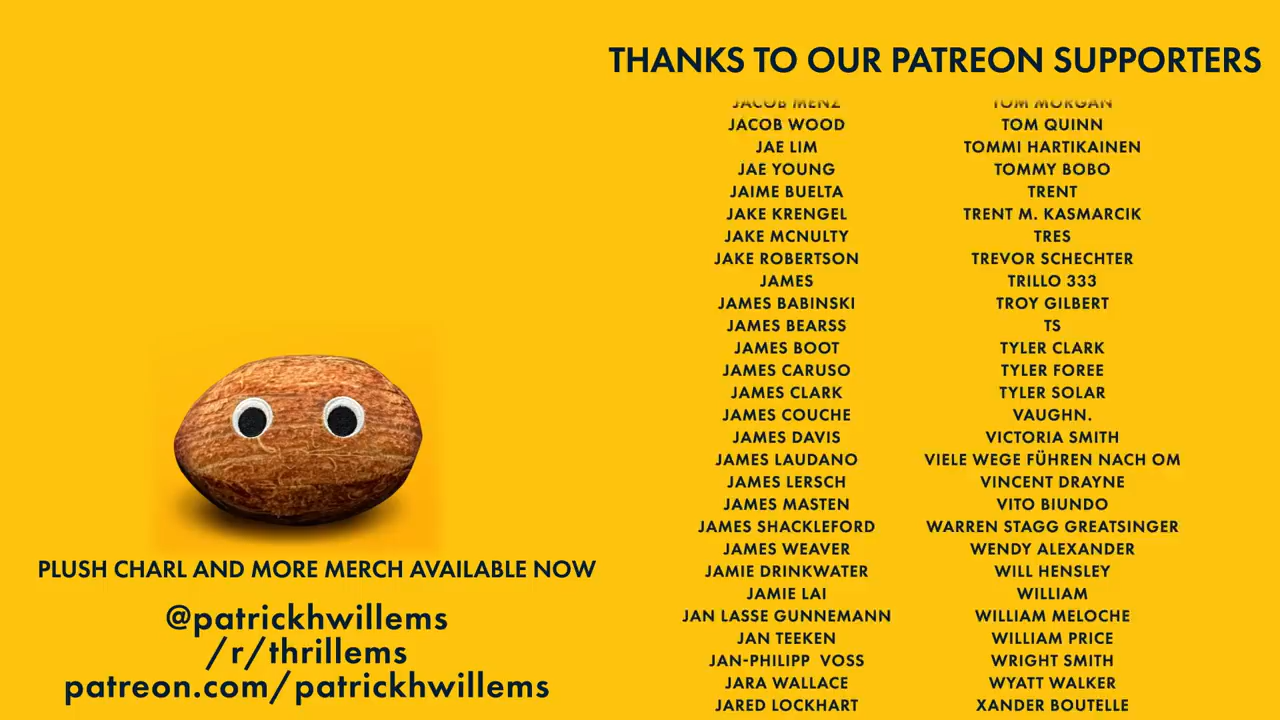 THANKS TO OUR PATREON SUPPORTERS
JACOB MENZ
JACOB WOOD
JAE LIM
JAE YOUNG
JAIME BUELTA
JAKE KRENGEL
JAKE MCNULTY
JAKE ROBERTSON
JAMES
JAMES BABINSKI
JAMES BEARSS
JAMES BOOT
JAMES CARUSO
JAMES CLARK
JAMES COUCHE
JAMES DAVIS
JAMES LAUDANO
JAMES LERSCH
JAMES MASTEN
JAMES SHACKLEFORD
JAMES WEAVER
JAMIE DRINKWATER
JAMIE LAI
JAN LASSE GUNNEMANN
JAN TEEKEN
JAN-PHILIPP VOSS
JARA WALLACE
JARED LOCKHART
TOM MORGAN
TOM QUINN
TOMMI HARTIKAINEN
TOMMY BOBO
TRENT
TRENT M. KASMARCIK
TRES
TREVOR SCHECHTER
TRILLO 333
TROY GILBERT
TS
TYLER CLARK
TYLER FOREE
TYLER SOLAR
VAUGHN.
VICTORIA SMITH
VIELE WEGE FÜHREN NACH OM
VINCENT DRAYNE
VITO BIUNDO
WARREN STAGG GREATSINGER
WENDY ALEXANDER
WILL HENSLEY
WILLIAM
WILLIAM MELOCHE
WILLIAM PRICE
WRIGHT SMITH
WYATT WALKER
XANDER BOUTELLE
PLUSH CHARL AND MORE MERCH AVAILABLE NOW
@patrickhwillems
/r/thrillems
patreon.com/patrickhwillems